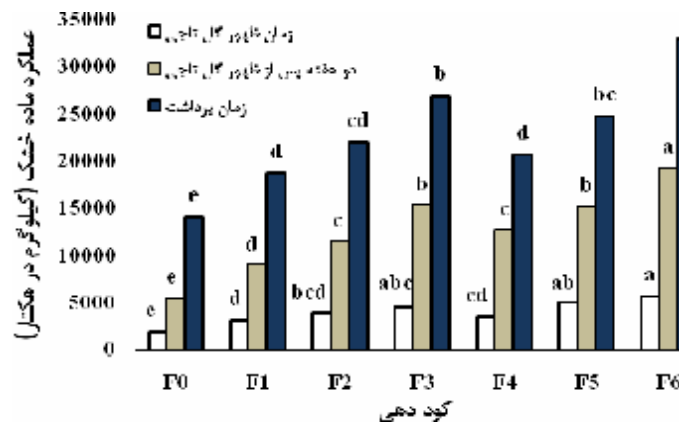 عملکرد ماده خشک (کیلوگرم در هکتار)
35000
30000
25000
20000
15000
10000
5000
0
زمان ظهور گل تاجی
دو هفته پس از ظهور گل تاجی
زمان برداشت
e e e
d d d
bcd c cd
abc b b
cd c d
ab b bc
a a
F0 F1 F2 F3 F4 F5 F6
کود دهی